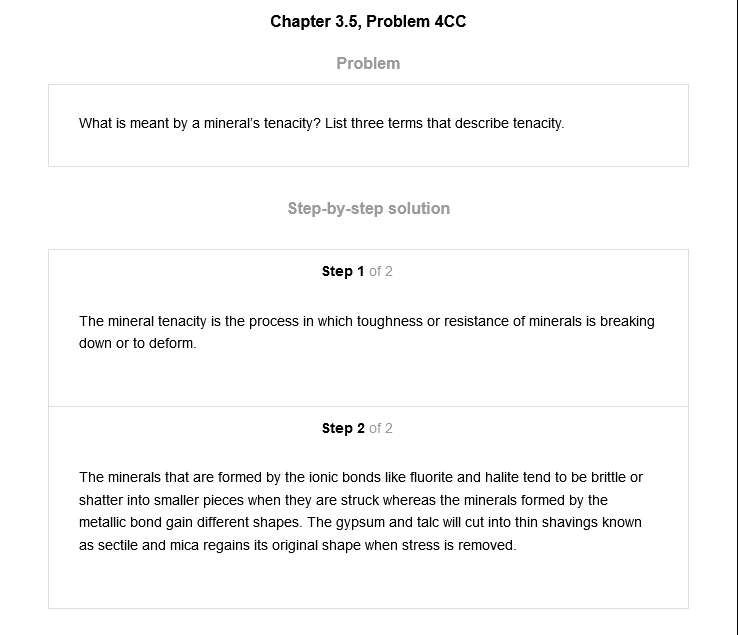 Chapter 3.5, Problem 4CC
Problem
What is meant by a mineral's tenacity? List three terms that describe tenacity.
Step-by-step solution
Step 1 of 2
The mineral tenacity is the process in which toughness or resistance of minerals is breaking
down or to deform.
Step 2 of 2
The minerals that are formed by the ionic bonds like fluorite and halite tend to be brittle or
shatter into smaller pieces when they are struck whereas the minerals formed by the
metallic bond gain different shapes. The gypsum and talc will cut into thin shavings known
as sectile and mica regains its original shape when stress is removed.